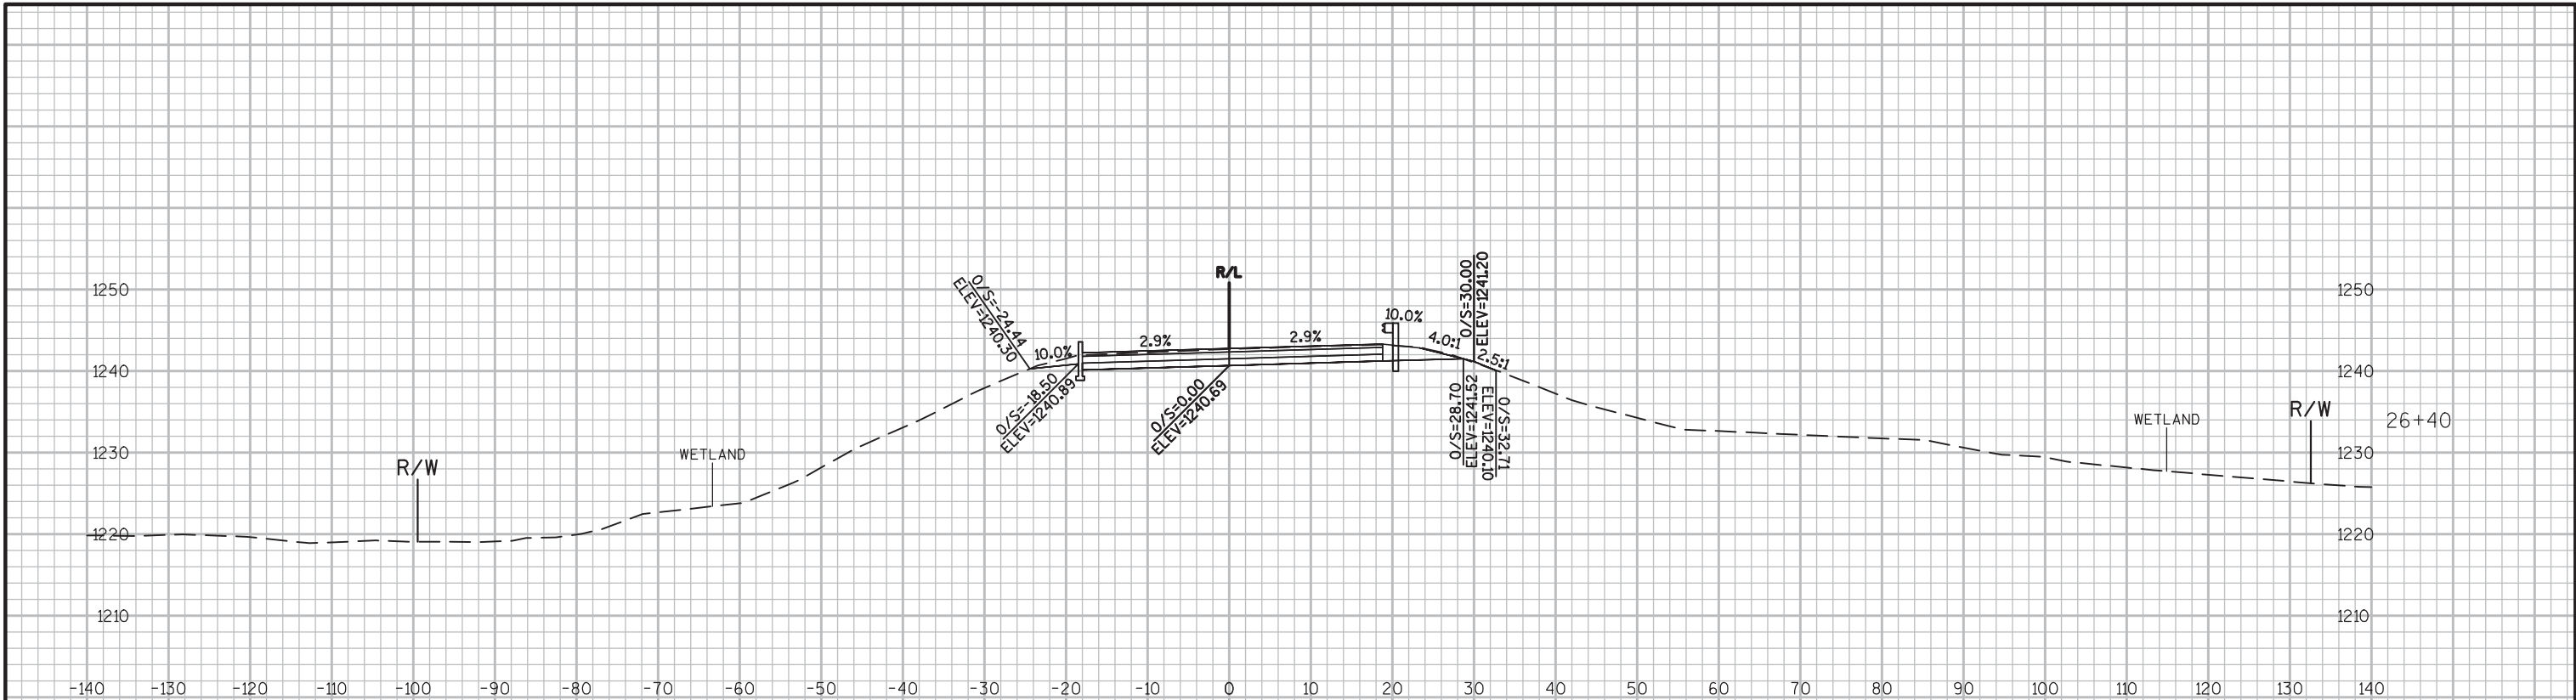 R/L
O/S=-24.44
ELEV=1240.30
O/S=30.00
ELEV=1241.20
1250
1250
10.0%
2.9%
2.9%
10.0%
4.0:1
2.5:1
1240
1240
O/S=-18.50
ELEV=1240.89
O/S=0.00
ELEV=1240.69
O/S=28.70
ELEV=1241.52
ELEV=1240.10
O/S=32.71
R/W
WETLAND
WETLAND
R/W
26+40
1230
1230
1220
1220
1210
1210
-140 -130 -120 -110 -100 -90 -80 -70 -60 -50 -40 -30 -20 -10 0 10 20 30 40 50 60 70 80 90 100 110 120 130 140